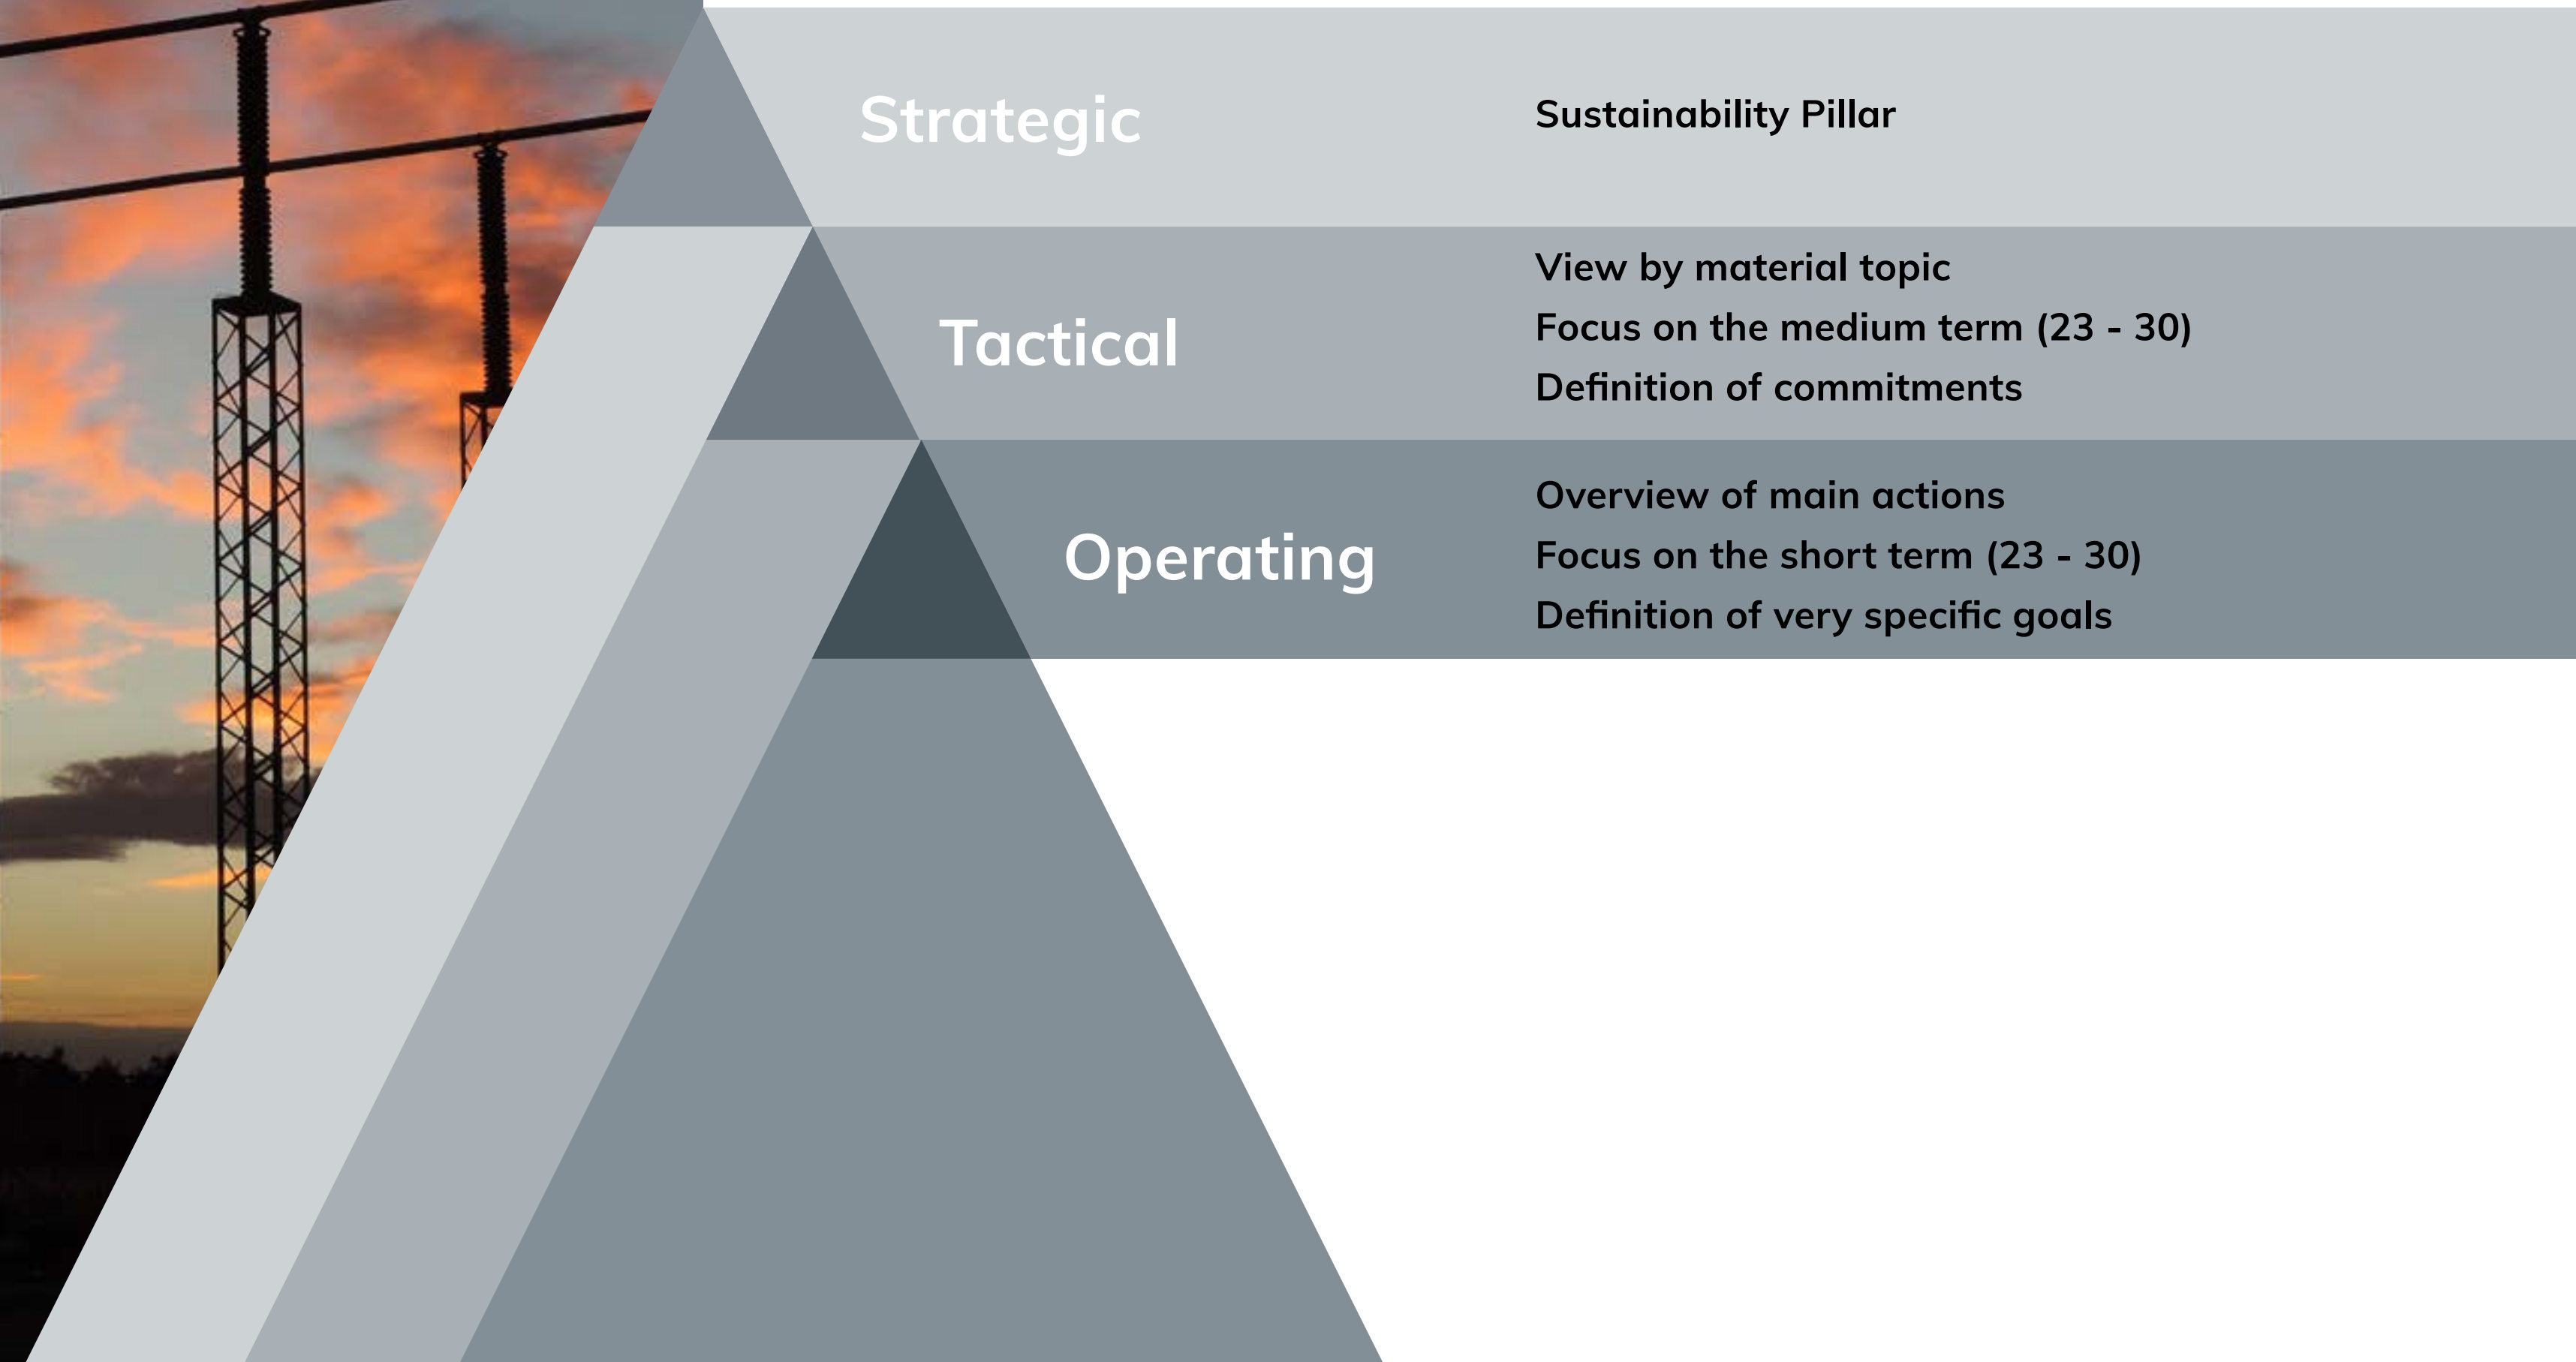 Strategic
Sustainability Pillar
Tactical
View by material topic
Focus on the medium term (23 - 30)
Definition of commitments
Operating
Overview of main actions
Focus on the short term (23 - 30)
Definition of very specific goals